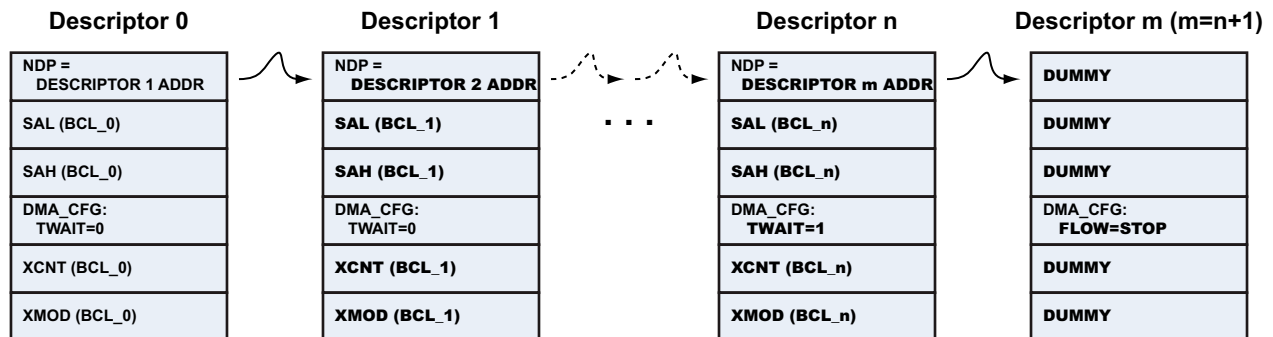 Descriptor 0
NDP =
DESCRIPTOR 1 ADDR
SAL (BCL_0)
SAH (BCL_0)
DMA_CFG:
TWAIT=0
XCNT (BCL_0)
XMOD (BCL_0)
Descriptor 1
NDP =
DESCRIPTOR 2 ADDR
SAL (BCL_1)
SAH (BCL_1)
DMA_CFG:
TWAIT=0
XCNT (BCL_1)
XMOD (BCL_1)
. . .
Descriptor n
NDP =
DESCRIPTOR m ADDR
SAL (BCL_n)
SAH (BCL_n)
DMA_CFG:
TWAIT=1
XCNT (BCL_n)
XMOD (BCL_n)
Descriptor m (m=n+1)
DUMMY
DUMMY
DUMMY
DMA_CFG:
FLOW=STOP
DUMMY
DUMMY